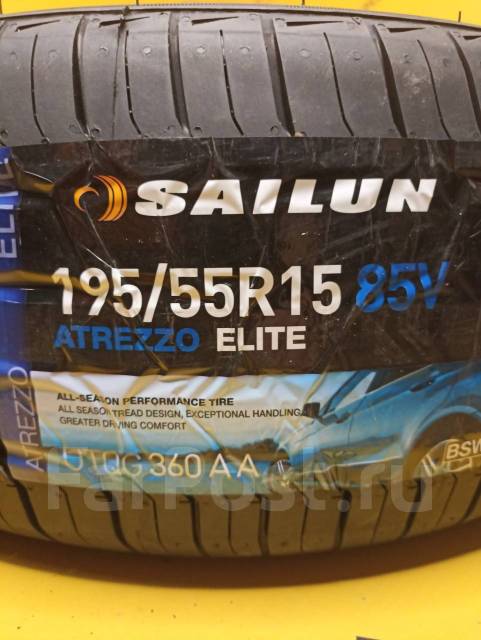 SAILUN
195/55R15 85V
ATREZZO ELITE
ALL-SEASON PERFORMANCE TIRE
ALL SEASON TREAD DESIGN, EXCEPTIONAL HANDLING,
GREATER DRIVING COMFORT
UTQG 360 A A
BSW
ATREZZO ELITE
FarPost.ru